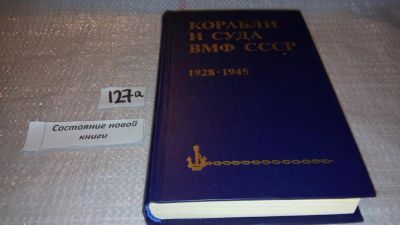 КОРАБЛИ
И СУДА
ВМФ СССР
1928-1945
127а
Состояние новой
книги